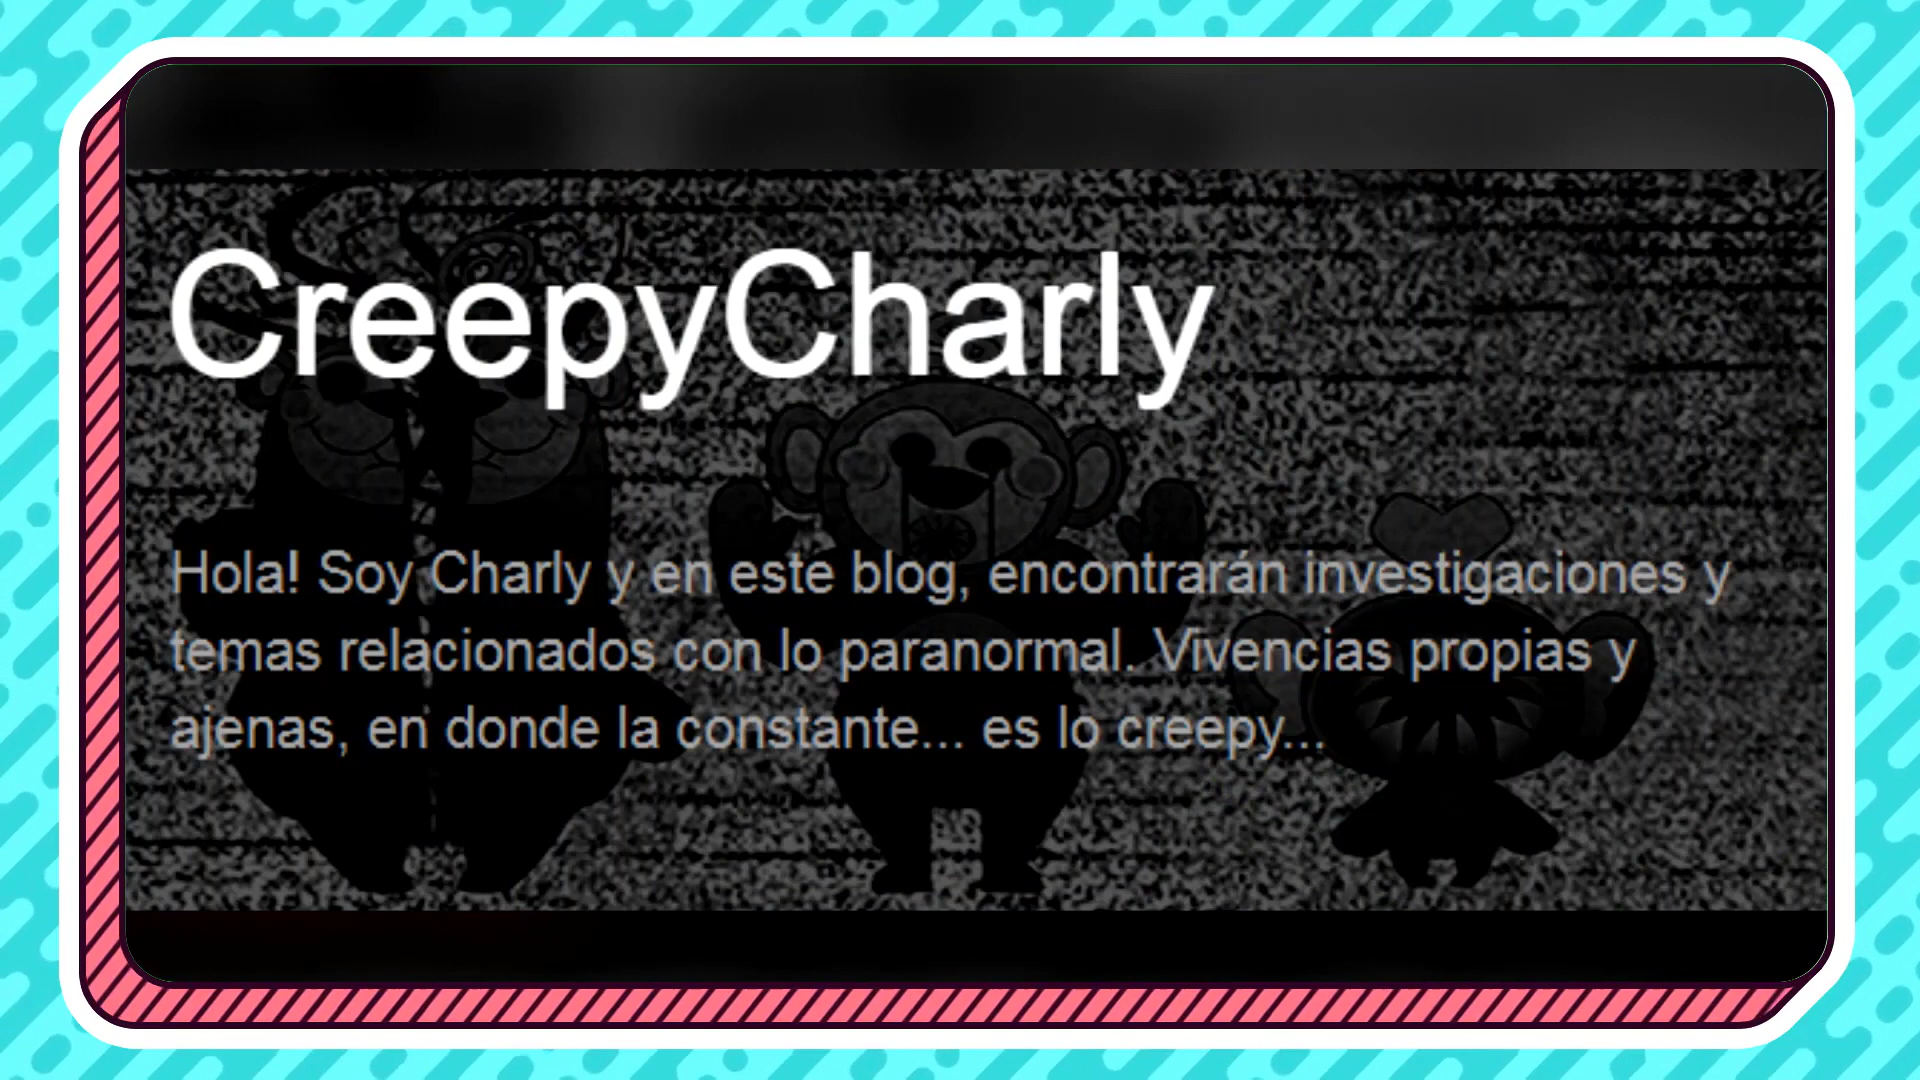 CreepyCharly
Hola! Soy Charly y en este blog, encontrarán investigaciones y
temas relacionados con lo paranormal. Vivencias propias y
ajenas, en donde la constante... es lo creepy...